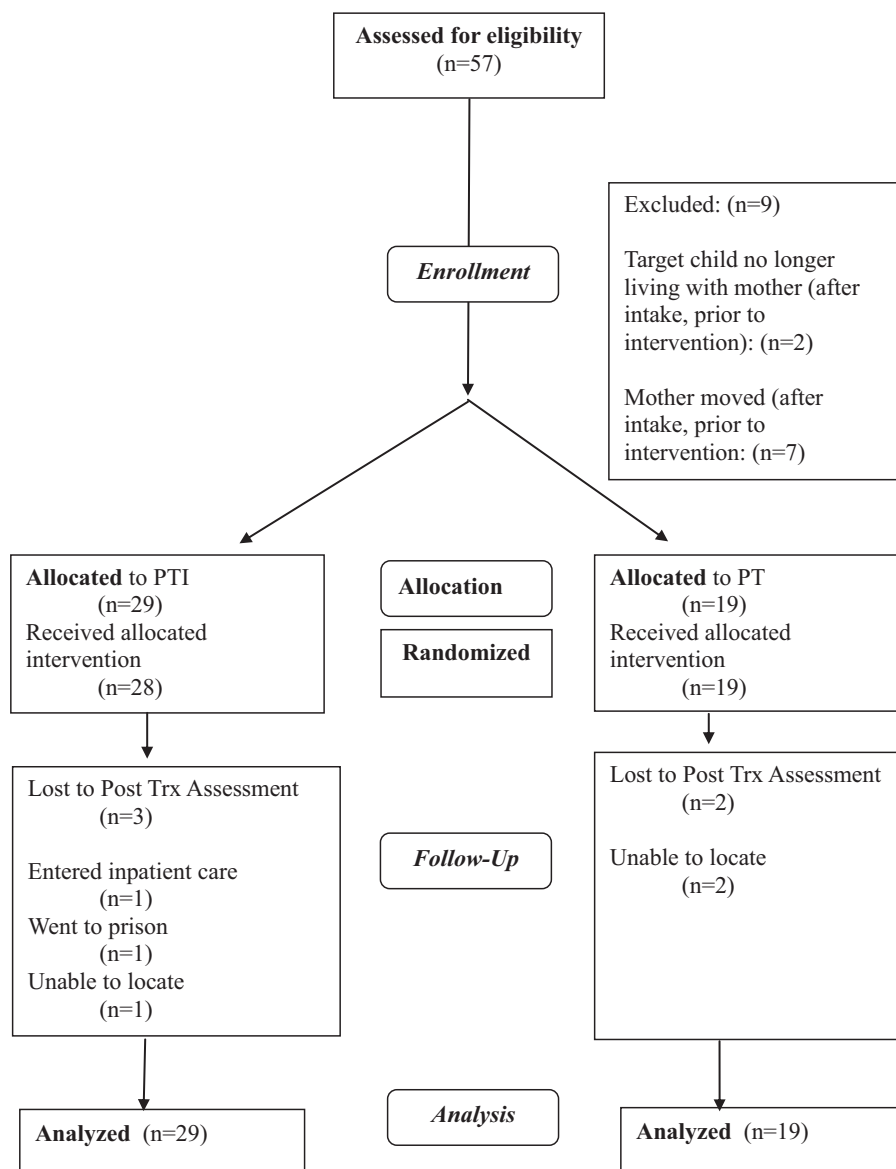 Assessed for eligibility
(n=57)
Excluded: (n=9)
Target child no longer
living with mother (after
intake, prior to
intervention): (n=2)
Mother moved (after
intake, prior to
intervention: (n=7)
Enrollment
Allocated to PTI
(n=29)
Received allocated
intervention
(n=28)
Allocation
Randomized
Allocated to PT
(n=19)
Received allocated
intervention
(n=19)
Lost to Post Trx Assessment
(n=3)
Entered inpatient care
(n=1)
Went to prison
(n=1)
Unable to locate
(n=1)
Follow-Up
Lost to Post Trx Assessment
(n=2)
Unable to locate
(n=2)
Analyzed (n=29)
Analysis
Analyzed (n=19)